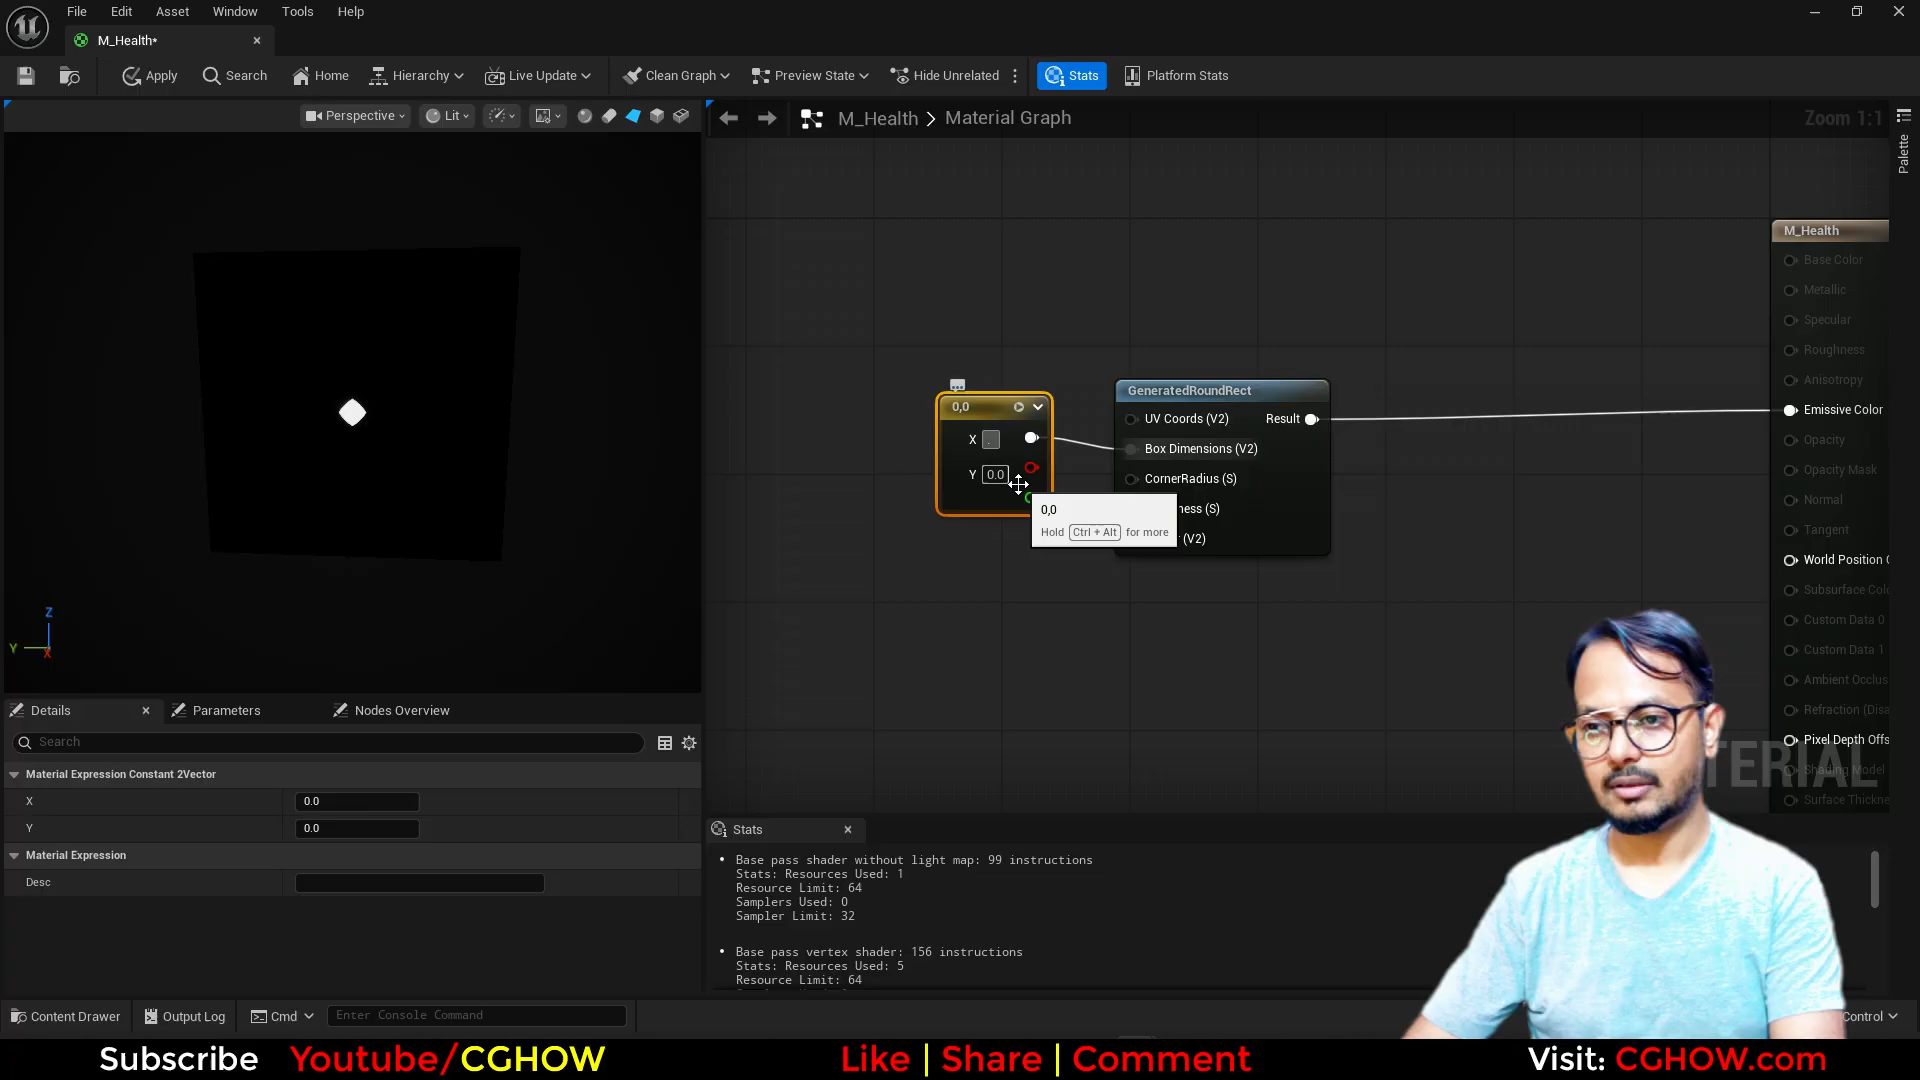 File Edit Asset Window Tools Help
M_Health*
Apply Search Home Hierarchy Live Update Clean Graph Preview State Hide Unrelated Stats Platform Stats
Perspective Lit
M_Health > Material Graph
Zoom 1:1
Palette
M_Health
Base Color
Metallic
Specular
Roughness
Anisotropy
Emissive Color
Opacity
Opacity Mask
Normal
Tangent
World Position O
Subsurface Colo
Custom Data 0
Custom Data 1
Ambient Occlus
Refraction (Disa
Pixel Depth Offs
Shading Model
Surface Thickne
TERIAL
0,0
X .
Y 0.0
GeneratedRoundRect
UV Coords (V2) Result
Box Dimensions (V2)
CornerRadius (S)
ness (S)
(V2)
0,0
Hold Ctrl + Alt for more
Z
Y
X
Details Parameters Nodes Overview
Search
Material Expression Constant 2Vector
X 0.0
Y 0.0
Material Expression
Desc
Stats
• Base pass shader without light map: 99 instructions
Stats: Resources Used: 1
Resource Limit: 64
Samplers Used: 0
Sampler Limit: 32
• Base pass vertex shader: 156 instructions
Stats: Resources Used: 5
Resource Limit: 64
Content Drawer Output Log Cmd Enter Console Command
Control
Subscribe Youtube/CGHOW Like | Share | Comment Visit: CGHOW.com